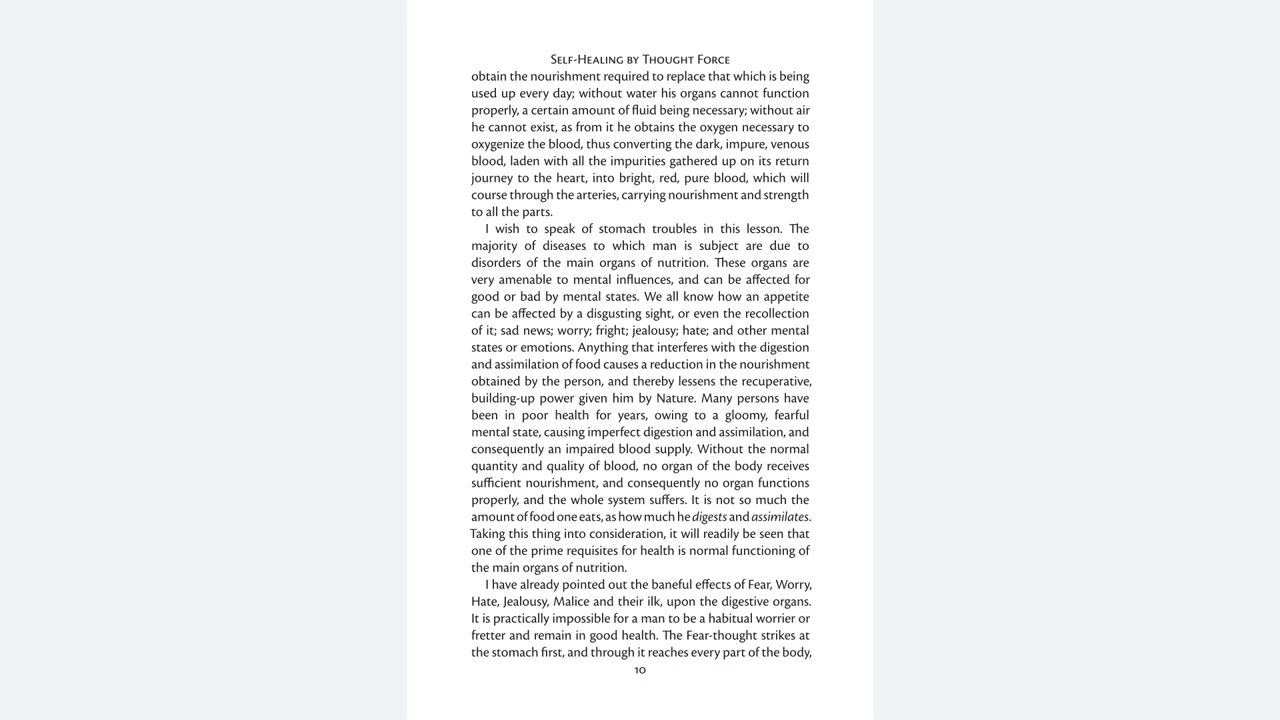 Self-Healing by Thought Force
obtain the nourishment required to replace that which is being
used up every day; without water his organs cannot function
properly, a certain amount of fluid being necessary; without air
he cannot exist, as from it he obtains the oxygen necessary to
oxygenize the blood, thus converting the dark, impure, venous
blood, laden with all the impurities gathered up on its return
journey to the heart, into bright, red, pure blood, which will
course through the arteries, carrying nourishment and strength
to all the parts.
I wish to speak of stomach troubles in this lesson. The
majority of diseases to which man is subject are due to
disorders of the main organs of nutrition. These organs are
very amenable to mental influences, and can be affected for
good or bad by mental states. We all know how an appetite
can be affected by a disgusting sight, or even the recollection
of it; sad news; worry; fright; jealousy; hate; and other mental
states or emotions. Anything that interferes with the digestion
and assimilation of food causes a reduction in the nourishment
obtained by the person, and thereby lessens the recuperative,
building-up power given him by Nature. Many persons have
been in poor health for years, owing to a gloomy, fearful
mental state, causing imperfect digestion and assimilation, and
consequently an impaired blood supply. Without the normal
quantity and quality of blood, no organ of the body receives
sufficient nourishment, and consequently no organ functions
properly, and the whole system suffers. It is not so much the
amount of food one eats, as how much he digests and assimilates.
Taking this thing into consideration, it will readily be seen that
one of the prime requisites for health is normal functioning of
the main organs of nutrition.
I have already pointed out the baneful effects of Fear, Worry,
Hate, Jealousy, Malice and their ilk, upon the digestive organs.
It is practically impossible for a man to be a habitual worrier or
fretter and remain in good health. The Fear-thought strikes at
the stomach first, and through it reaches every part of the body,
10